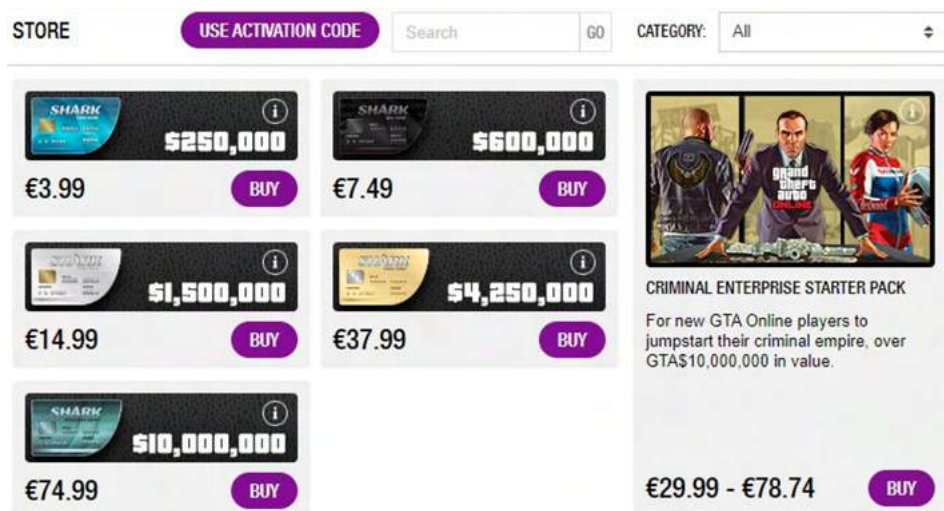 STORE
USE ACTIVATION CODE
Search
GO
CATEGORY:
All
SHARK
$250,000
€3.99
BUY
SHARK
$600,000
€7.49
BUY
SHARK
$1,500,000
€14.99
BUY
SHARK
$4,250,000
€37.99
BUY
SHARK
$10,000,000
€74.99
BUY
grand
theft
auto
ONLINE
CRIMINAL ENTERPRISE STARTER PACK
For new GTA Online players to
jumpstart their criminal empire, over
GTA$10,000,000 in value.
€29.99 - €78.74
BUY